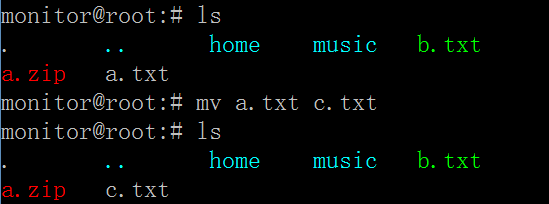 monitor@root:# ls
. .. home music b.txt
a.zip a.txt
monitor@root:# mv a.txt c.txt
monitor@root:# ls
. .. home music b.txt
a.zip c.txt